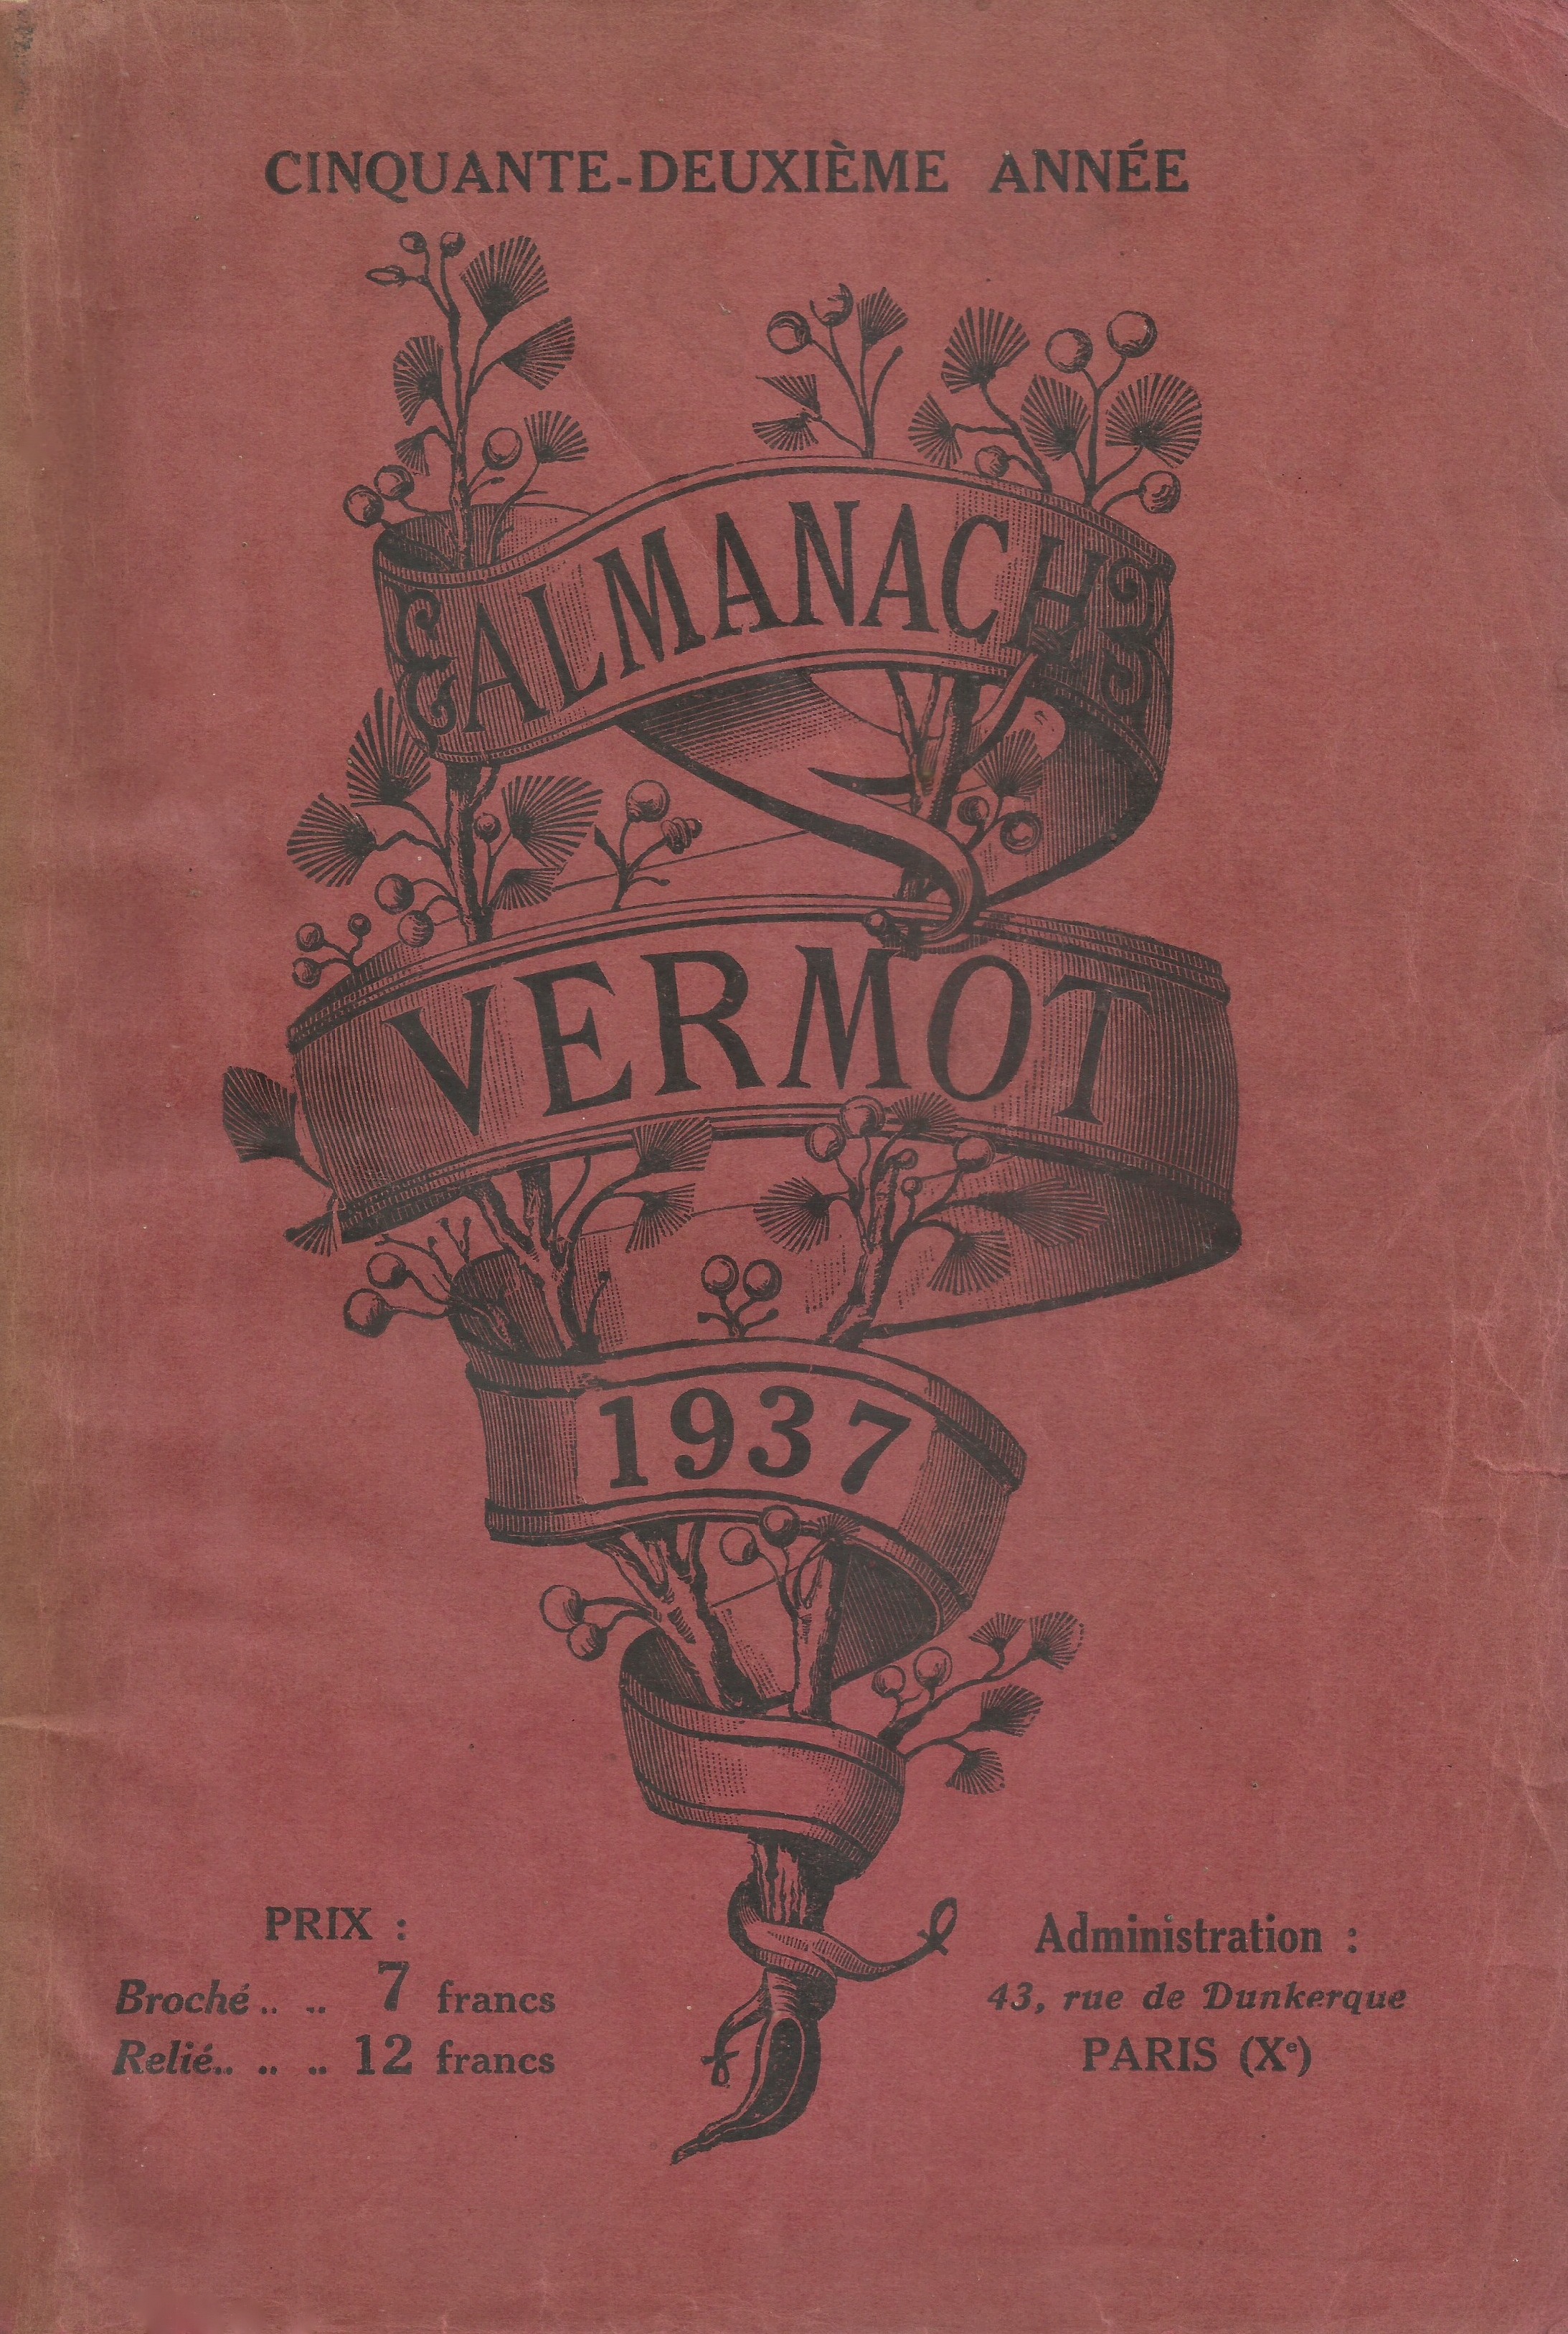 CINQUANTE-DEUXIÈME ANNÉE
ALMANACH
VERMOT
1937
PRIX :
Broché .. .. 7 francs
Relié.. .. .. 12 francs
Administration :
43, rue de Dunkerque
PARIS (Xe)